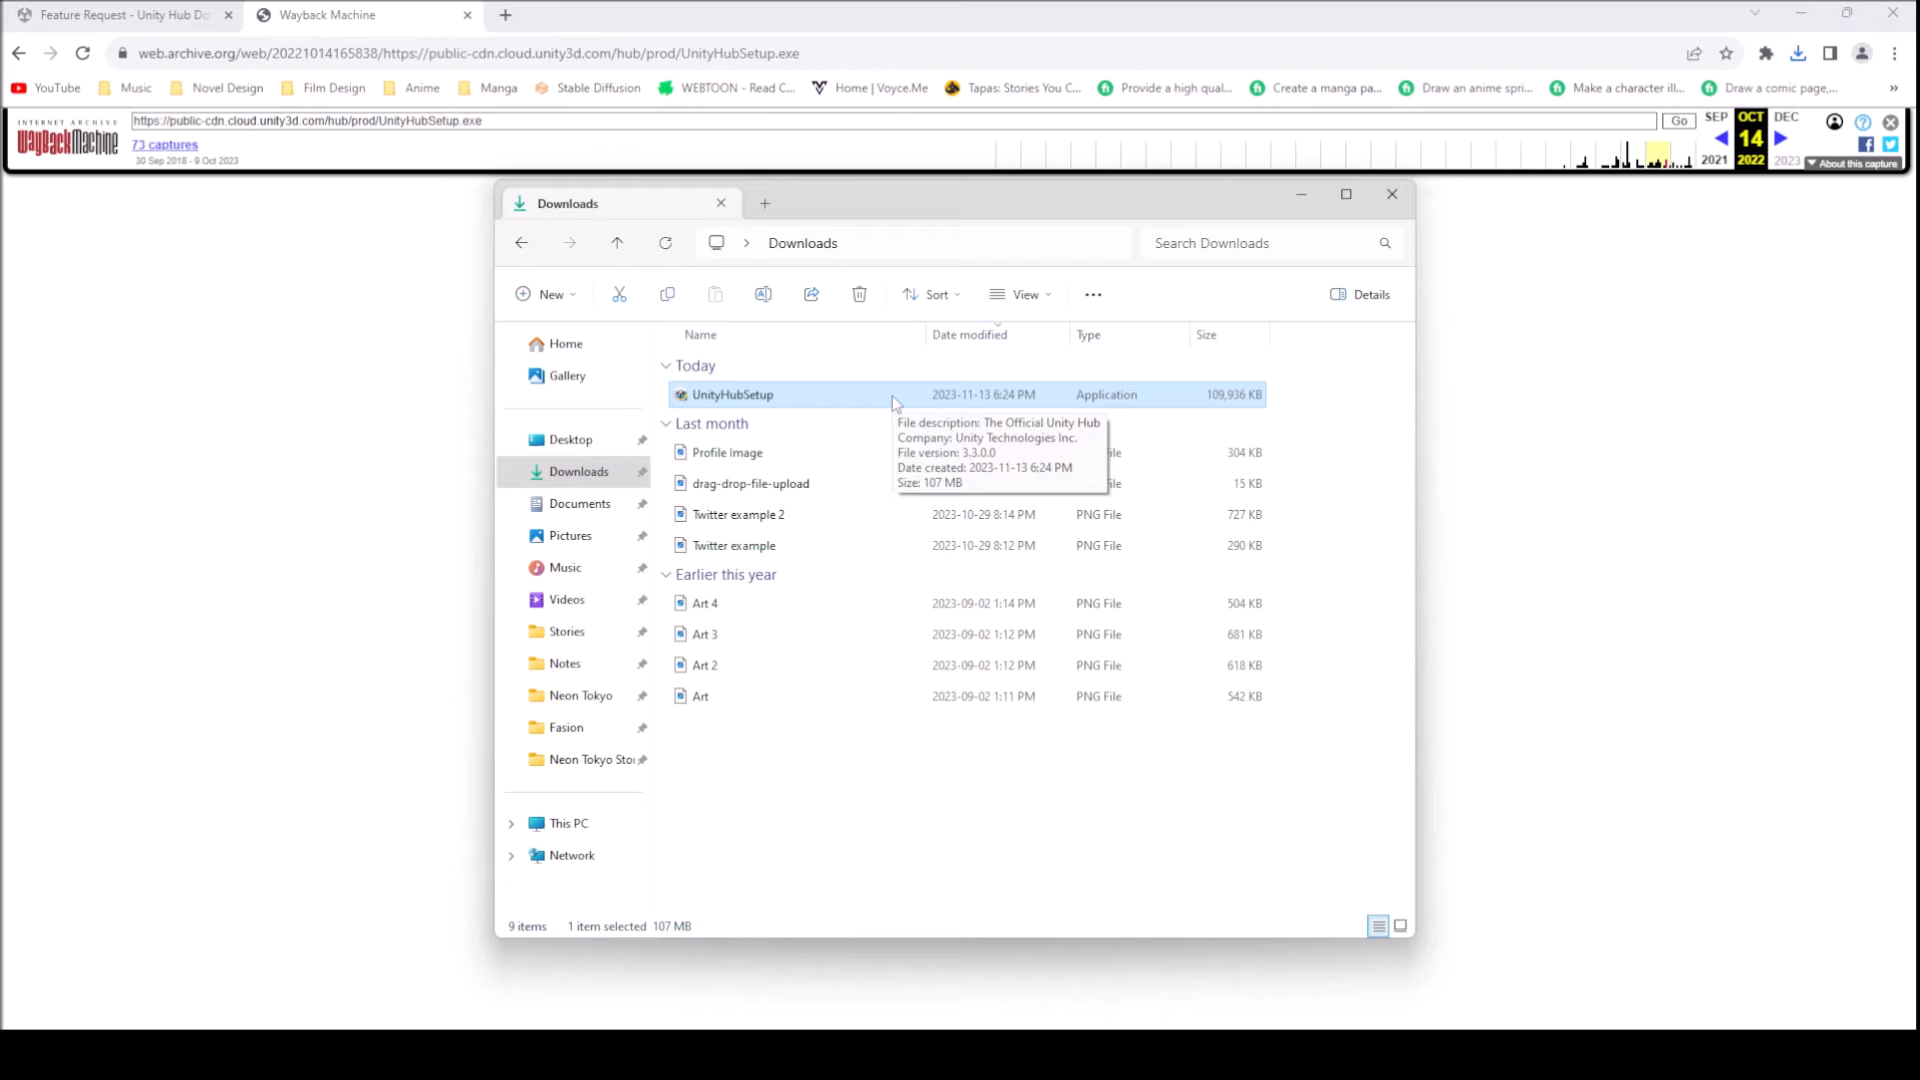 Feature Request - Unity Hub Do
Wayback Machine
web.archive.org/web/20221014165838/https://public-cdn.cloud.unity3d.com/hub/prod/UnityHubSetup.exe
YouTube Music Novel Design Film Design Anime Manga Stable Diffusion WEBTOON - Read C... Home | Voyce.Me Tapas: Stories You C... Provide a high qual... Create a manga pa... Draw an anime spri... Make a character ill... Draw a comic page,... »
INTERNET ARCHIVE
WayBackMachine
https://public-cdn.cloud.unity3d.com/hub/prod/UnityHubSetup.exe
Go
73 captures
30 Sep 2018 - 9 Oct 2023
SEP OCT DEC
14
2021 2022 2023
About this capture
Downloads
Downloads
Search Downloads
New Sort View Details
Name Date modified Type Size
Home
Gallery
Desktop
Downloads
Documents
Pictures
Music
Videos
Stories
Notes
Neon Tokyo
Fasion
Neon Tokyo Sto
This PC
Network
Today
UnityHubSetup 2023-11-13 6:24 PM Application 109,936 KB
Last month
Profile Image ile 304 KB
drag-drop-file-upload ile 15 KB
Twitter example 2 2023-10-29 8:14 PM PNG File 727 KB
Twitter example 2023-10-29 8:12 PM PNG File 290 KB
Earlier this year
Art 4 2023-09-02 1:14 PM PNG File 504 KB
Art 3 2023-09-02 1:12 PM PNG File 681 KB
Art 2 2023-09-02 1:12 PM PNG File 618 KB
Art 2023-09-02 1:11 PM PNG File 542 KB
File description: The Official Unity Hub
Company: Unity Technologies Inc.
File version: 3.3.0.0
Date created: 2023-11-13 6:24 PM
Size: 107 MB
9 items 1 item selected 107 MB